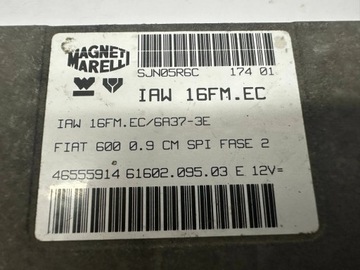 MAGNETI
MARELLI
SJN05R6C 174 01
IAW 16FM.EC
IAW 16FM.EC/6A37-3E
FIAT 600 0.9 CM SPI FASE 2
46555914 61602.095.03 E 12V=